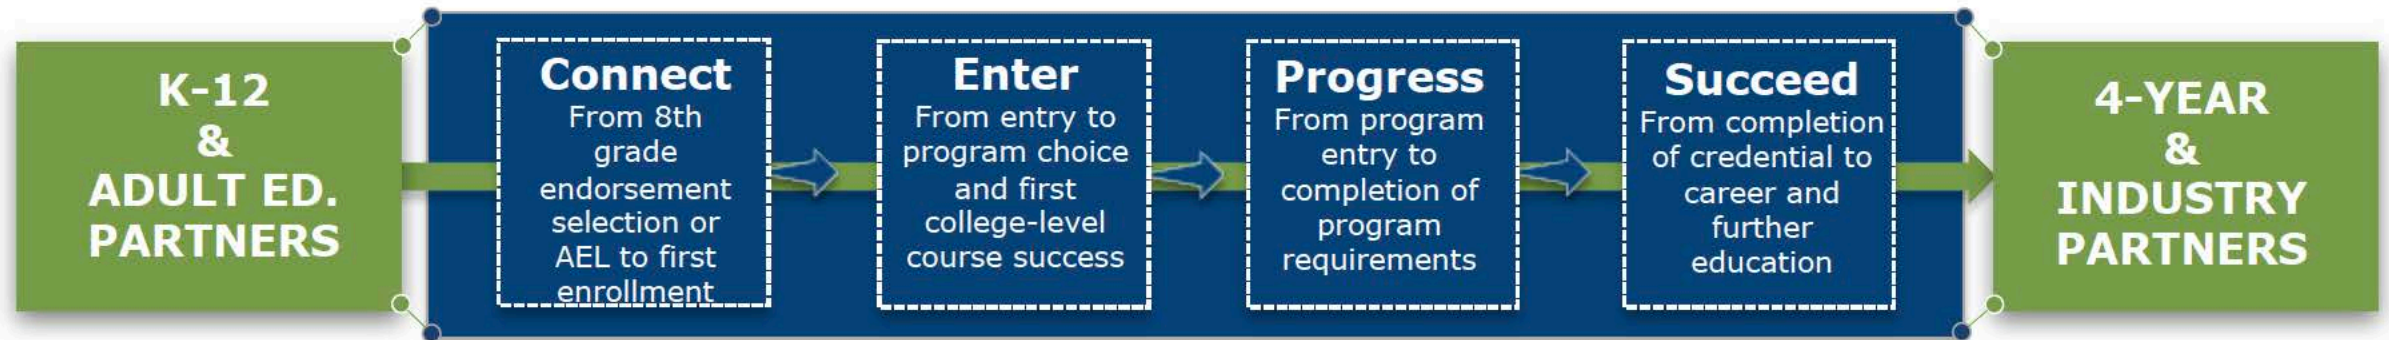 K-12
&
ADULT ED.
PARTNERS
Connect
From 8th
grade
endorsement
selection or
AEL to first
enrollment
Enter
From entry to
program choice
and first
college-level
course success
Progress
From program
entry to
completion of
program
requirements
Succeed
From completion
of credential to
career and
further
education
4-YEAR
&
INDUSTRY
PARTNERS